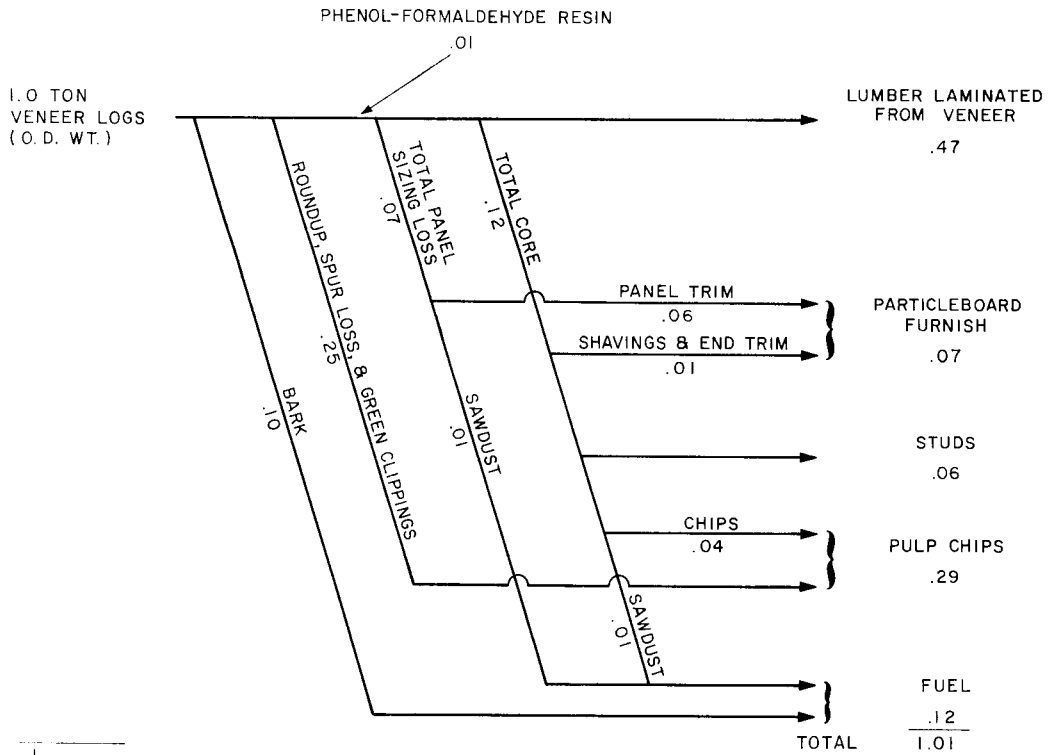 PHENOL-FORMALDEHYDE RESIN
.01
1.0 TON
VENEER LOGS
(O.D. WT.)
LUMBER LAMINATED
FROM VENEER
.47
BARK
.10
ROUNDUP, SPUR LOSS, & GREEN CLIPPINGS
.25
TOTAL PANEL
SIZING LOSS
.07
TOTAL CORE
.12
PANEL TRIM
.06
SHAVINGS & END TRIM
.01
PARTICLEBOARD
FURNISH
.07
SAWDUST
.01
STUDS
.06
CHIPS
.04
PULP CHIPS
.29
SAWDUST
.01
FUEL
.12
TOTAL 1.01